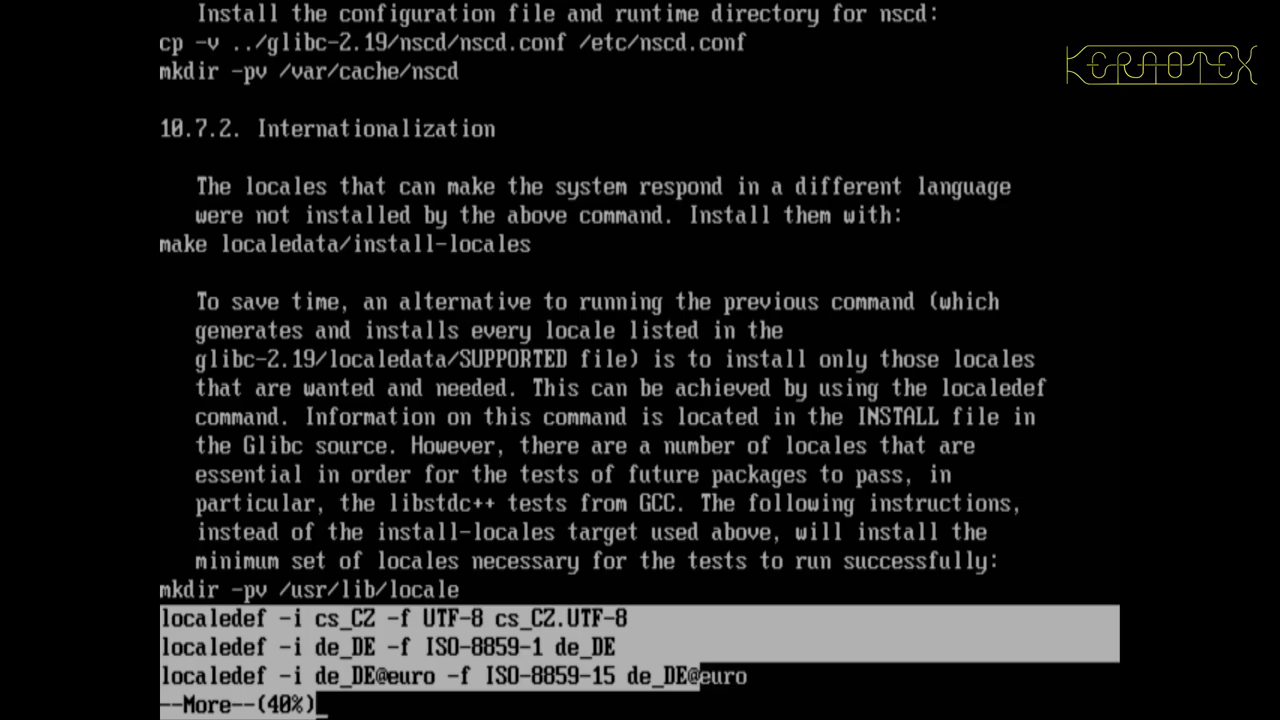 Install the configuration file and runtime directory for nscd:
cp -v ../glibc-2.19/nscd/nscd.conf /etc/nscd.conf
mkdir -pv /var/cache/nscd
KERNOTEX
10.7.2. Internationalization
The locales that can make the system respond in a different language
were not installed by the above command. Install them with:
make localedata/install-locales
To save time, an alternative to running the previous command (which
generates and installs every locale listed in the
glibc-2.19/localedata/SUPPORTED file) is to install only those locales
that are wanted and needed. This can be achieved by using the localedef
command. Information on this command is located in the INSTALL file in
the Glibc source. However, there are a number of locales that are
essential in order for the tests of future packages to pass, in
particular, the libstdc++ tests from GCC. The following instructions,
instead of the install-locales target used above, will install the
minimum set of locales necessary for the tests to run successfully:
mkdir -pv /usr/lib/locale
localedef -i cs_CZ -f UTF-8 cs_CZ.UTF-8
localedef -i de_DE -f ISO-8859-1 de_DE
localedef -i de_DE@euro -f ISO-8859-15 de_DE@euro
--More--(40%)_